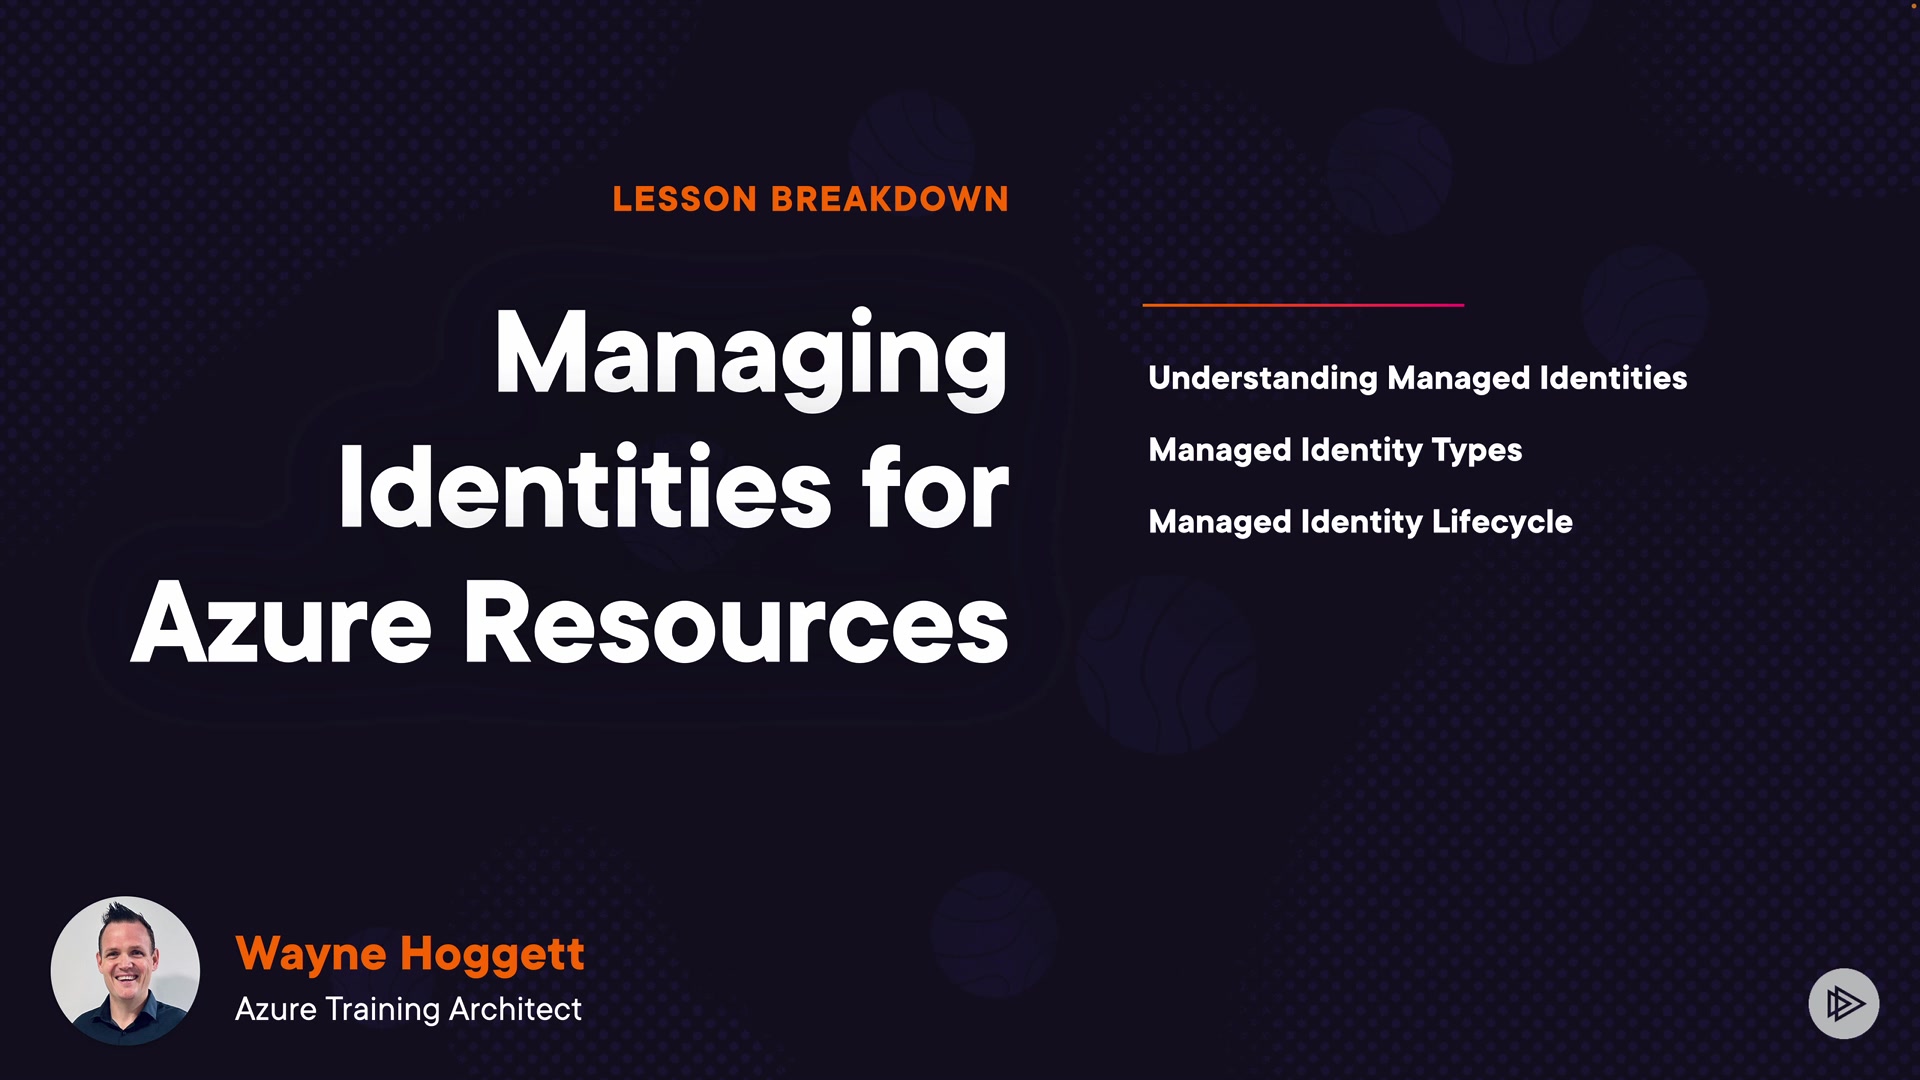 LESSON BREAKDOWN
Managing
Identities for
Azure Resources
Understanding Managed Identities
Managed Identity Types
Managed Identity Lifecycle
Wayne Hoggett
Azure Training Architect